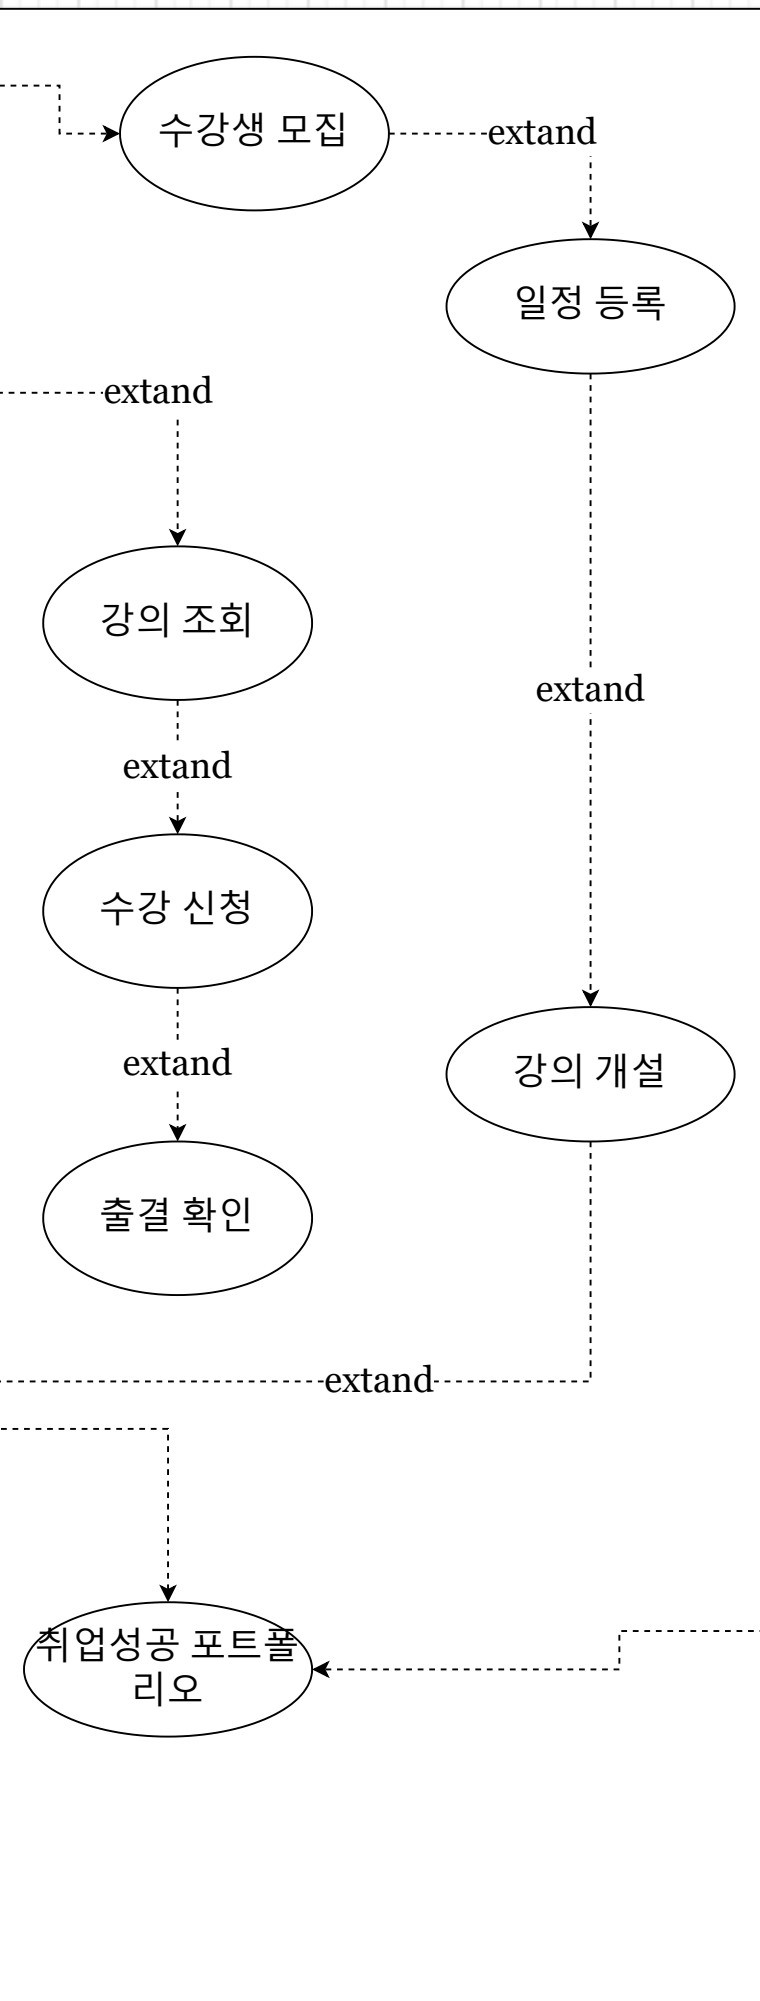 수강생 모집
extand
일정 등록
extand
강의 조회
extand
extand
수강 신청
extand
강의 개설
출결 확인
extand
취업성공 포트폴
리오